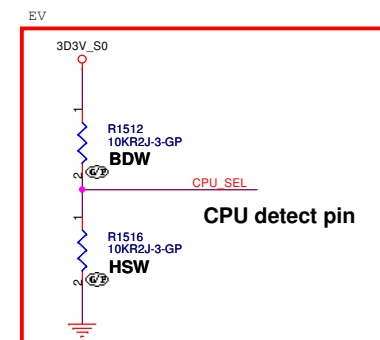 EV
3D3V_S0
1
R1512
10KR2J-3-GP
BDW
2
G/P
CPU_SEL
CPU detect pin
1
R1516
10KR2J-3-GP
HSW
2
G/P